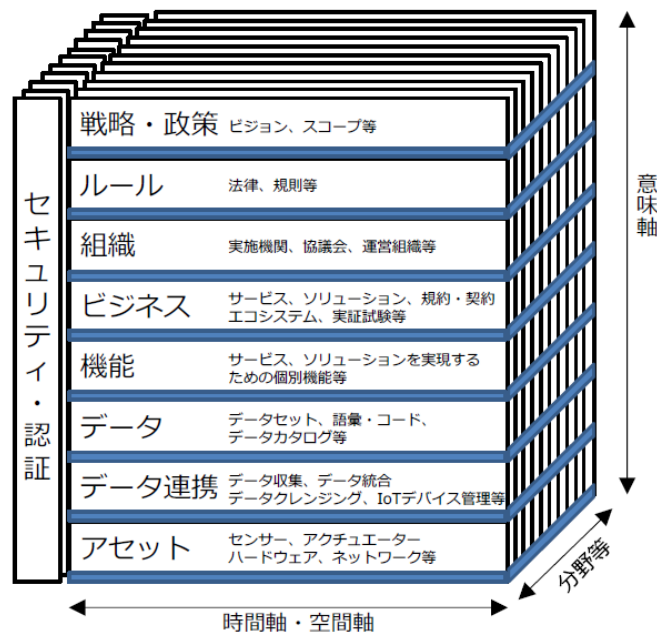 戦略・政策 ビジョン、スコープ等
ルール 法律、規則等
組織 実施機関、協議会、運営組織等
ビジネス サービス、ソリューション、規約・契約
エコシステム、実証試験等
機能 サービス、ソリューションを実現する
ための個別機能等
データ データセット、語彙・コード、
データカタログ等
データ連携 データ収集、データ統合
データクレンジング、IoTデバイス管理等
アセット センサー、アクチュエーター
ハードウェア、ネットワーク等
セキュリティ・認証
意味軸
分野等
時間軸・空間軸